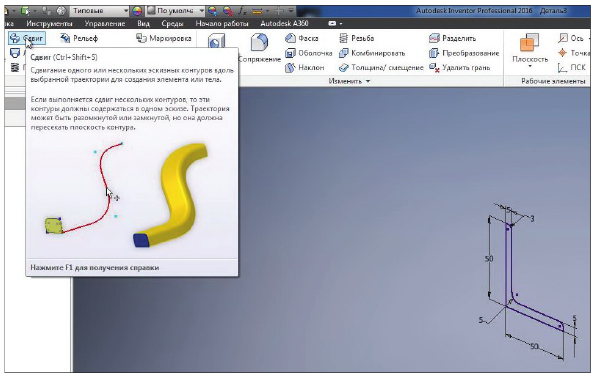 Типовые
По умолча
Autodesk Inventor Professional 2016 Деталь3
Инструменты Управление Вид Среды Начало работы Autodesk A360
Сдвиг Рельеф Маркировка Фаска Резьба Разделить Ось
Сопряжение Оболочка Комбинировать Преобразование Плоскость Точка
Наклон Толщина/ смещение Удалить грань ПСК
Изменить Рабочие элементы
Сдвиг (Ctrl+Shift+S)
Сдвигание одного или нескольких эскизных контуров вдоль
выбранной траектории для создания элемента или тела.
Если выполняется сдвиг нескольких контуров, то эти
контуры должны содержаться в одном эскизе. Траектория
может быть разомкнутой или замкнутой, но она должна
пересекать плоскость контура.
Нажмите F1 для получения справки
5
3
50
5
5
50